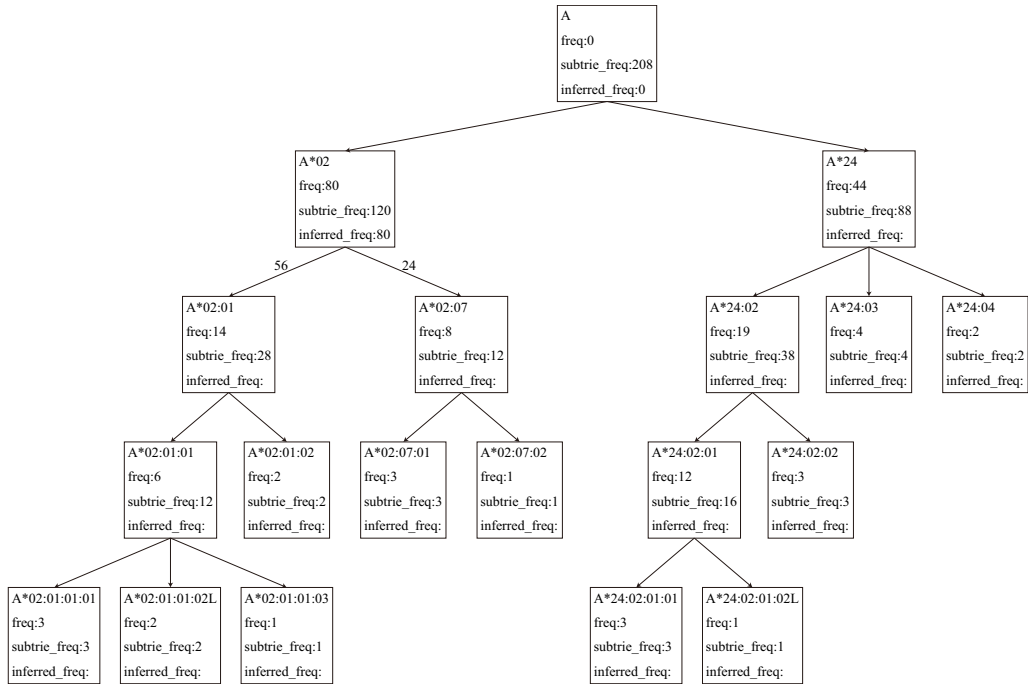 A
freq:0
subtrie_freq:208
inferred_freq:0
A*02
freq:80
subtrie_freq:120
inferred_freq:80
A*24
freq:44
subtrie_freq:88
inferred_freq:
56
24
A*02:01
freq:14
subtrie_freq:28
inferred_freq:
A*02:07
freq:8
subtrie_freq:12
inferred_freq:
A*24:02
freq:19
subtrie_freq:38
inferred_freq:
A*24:03
freq:4
subtrie_freq:4
inferred_freq:
A*24:04
freq:2
subtrie_freq:2
inferred_freq:
A*02:01:01
freq:6
subtrie_freq:12
inferred_freq:
A*02:01:02
freq:2
subtrie_freq:2
inferred_freq:
A*02:07:01
freq:3
subtrie_freq:3
inferred_freq:
A*02:07:02
freq:1
subtrie_freq:1
inferred_freq:
A*24:02:01
freq:12
subtrie_freq:16
inferred_freq:
A*24:02:02
freq:3
subtrie_freq:3
inferred_freq:
A*02:01:01:01
freq:3
subtrie_freq:3
inferred_freq:
A*02:01:01:02L
freq:2
subtrie_freq:2
inferred_freq:
A*02:01:01:03
freq:1
subtrie_freq:1
inferred_freq:
A*24:02:01:01
freq:3
subtrie_freq:3
inferred_freq:
A*24:02:01:02L
freq:1
subtrie_freq:1
inferred_freq: